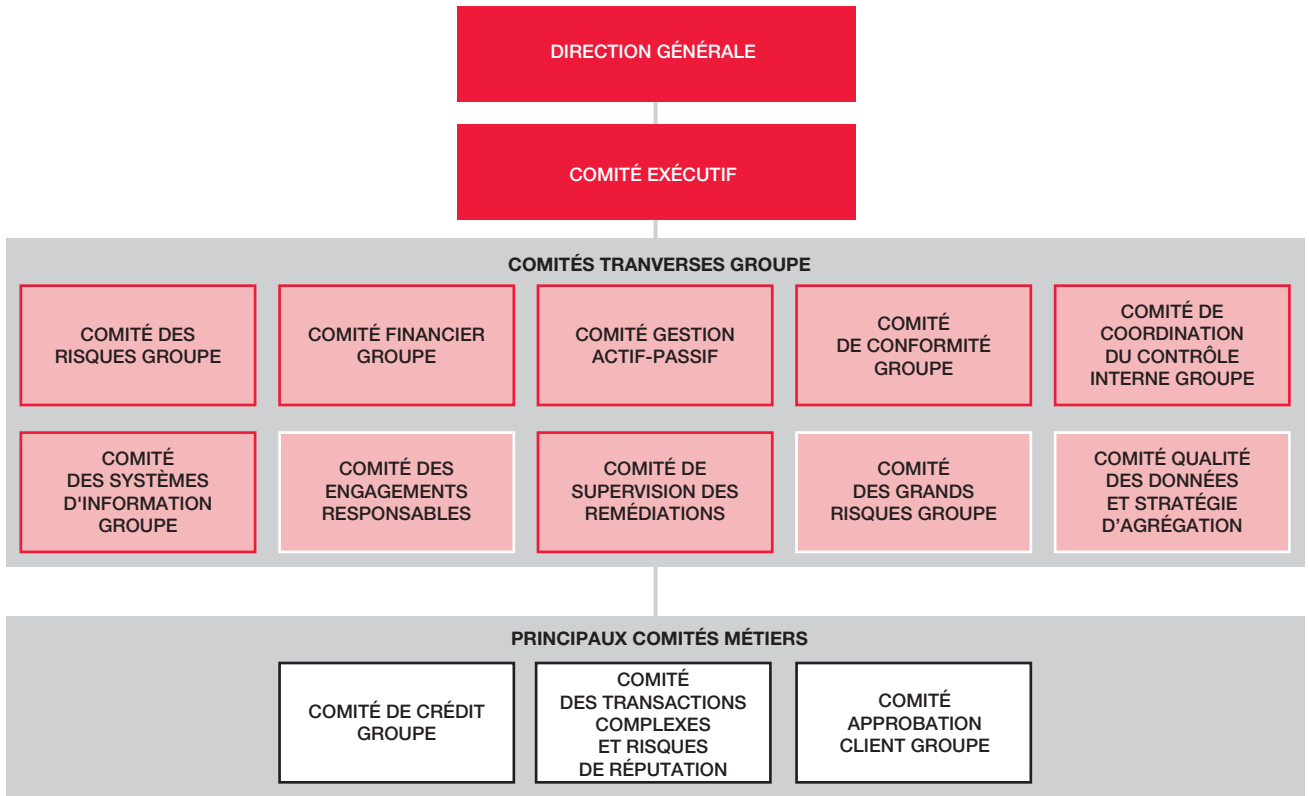 DIRECTION GÉNÉRALE
COMITÉ EXÉCUTIF
COMITÉS TRANVERSES GROUPE
COMITÉ DES
RISQUES GROUPE
COMITÉ FINANCIER
GROUPE
COMITÉ GESTION
ACTIF-PASSIF
COMITÉ
DE CONFORMITÉ
GROUPE
COMITÉ DE
COORDINATION
DU CONTRÔLE
INTERNE GROUPE
COMITÉ
DES SYSTÈMES
D'INFORMATION
GROUPE
COMITÉ DES
ENGAGEMENTS
RESPONSABLES
COMITÉ DE
SUPERVISION DES
REMÉDIATIONS
COMITÉ
DES GRANDS
RISQUES GROUPE
COMITÉ QUALITÉ
DES DONNÉES
ET STRATÉGIE
D’AGRÉGATION
PRINCIPAUX COMITÉS MÉTIERS
COMITÉ DE CRÉDIT
GROUPE
COMITÉ
DES TRANSACTIONS
COMPLEXES
ET RISQUES
DE RÉPUTATION
COMITÉ
APPROBATION
CLIENT GROUPE